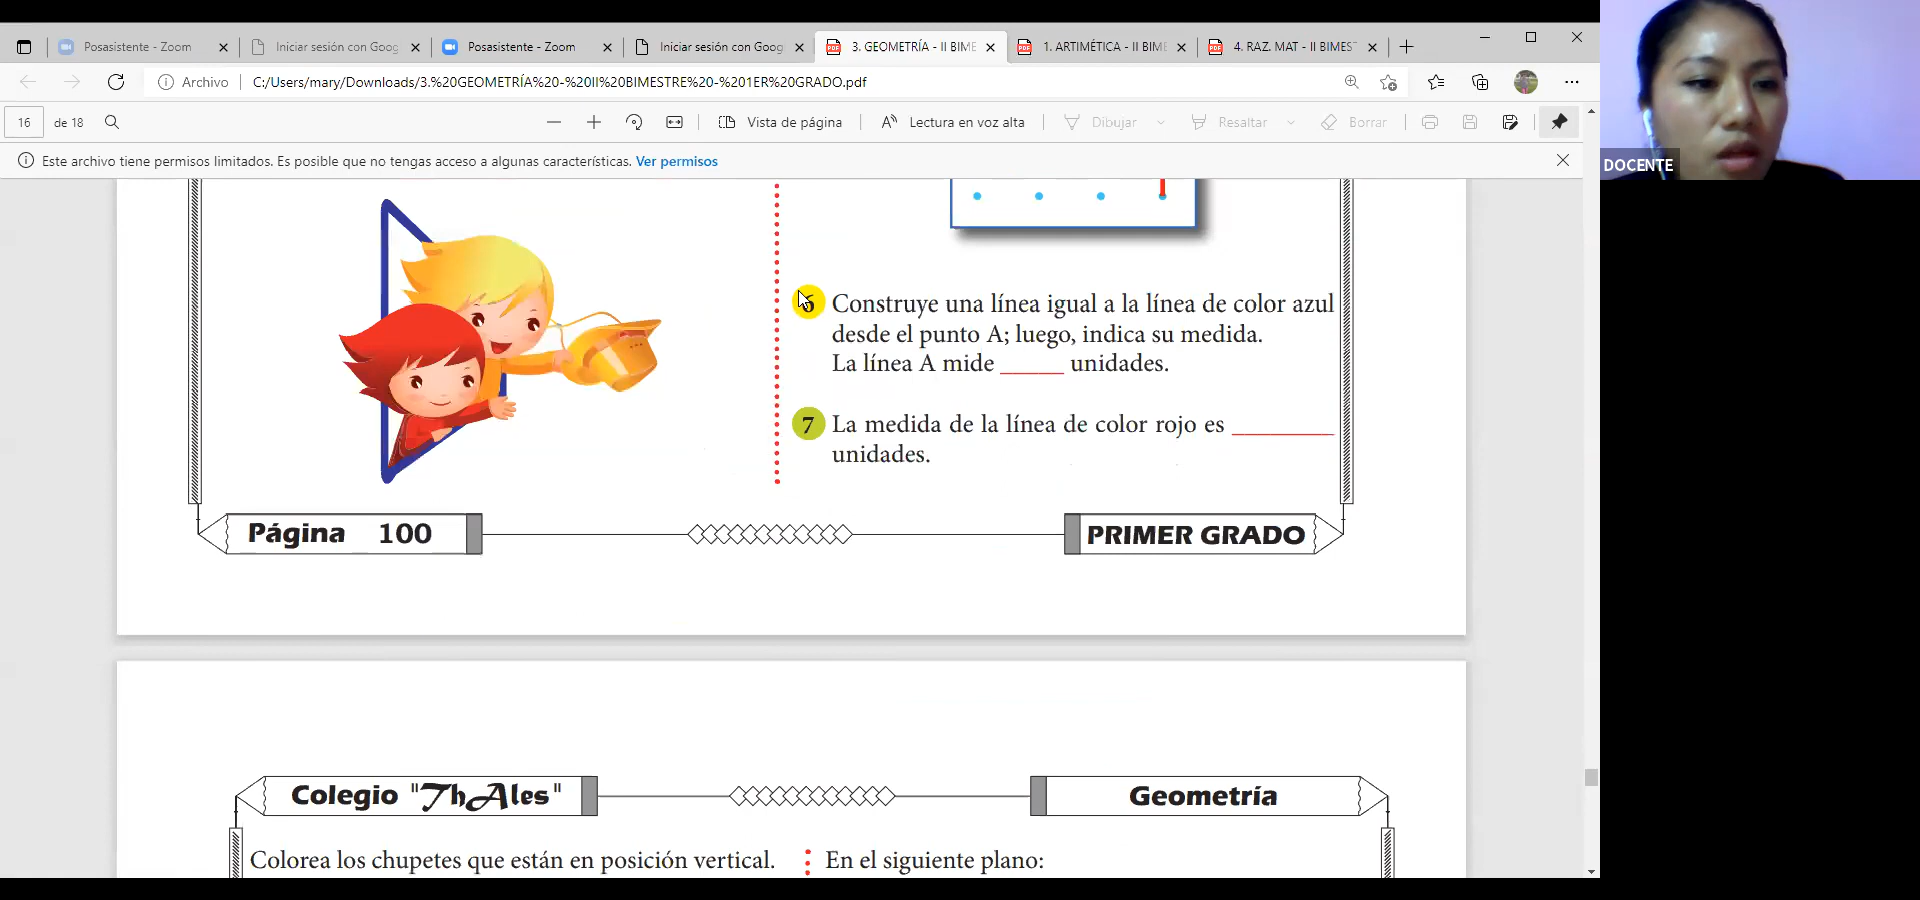 Posasistente - Zoom
Iniciar sesión con Goog
Posasistente - Zoom
Iniciar sesión con Goog
3. GEOMETRÍA - II BIME
1. ARTIMÉTICA - II BIME
4. RAZ. MAT - II BIMEST
Archivo
C:/Users/mary/Downloads/3.%20GEOMETRÍA%20-%20II%20BIMESTRE%20-%201ER%20GRADO.pdf
16 de 18
Vista de página
Lectura en voz alta
Dibujar
Resaltar
Borrar
Este archivo tiene permisos limitados. Es posible que no tengas acceso a algunas características. Ver permisos
DOCENTE
6 Construye una línea igual a la línea de color azul
desde el punto A; luego, indica su medida.
La línea A mide _____ unidades.
7 La medida de la línea de color rojo es ________
unidades.
Página 100
PRIMER GRADO
Colegio "ThAles"
Geometría
Colorea los chupetes que están en posición vertical.
En el siguiente plano: